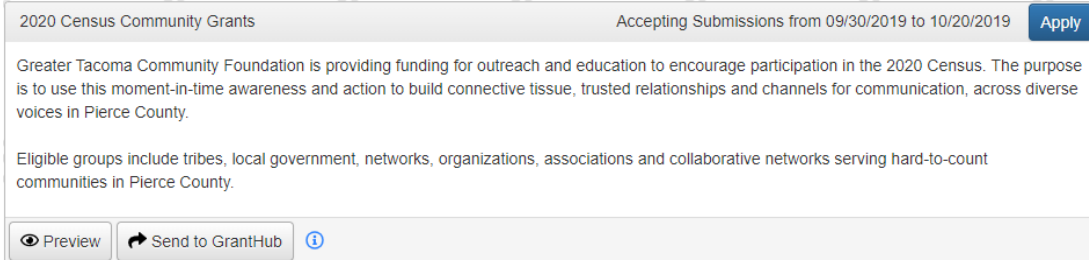 2020 Census Community Grants Accepting Submissions from 09/30/2019 to 10/20/2019 Apply
Greater Tacoma Community Foundation is providing funding for outreach and education to encourage participation in the 2020 Census. The purpose
is to use this moment-in-time awareness and action to build connective tissue, trusted relationships and channels for communication, across diverse
voices in Pierce County.
Eligible groups include tribes, local government, networks, organizations, associations and collaborative networks serving hard-to-count
communities in Pierce County.
Preview Send to GrantHub